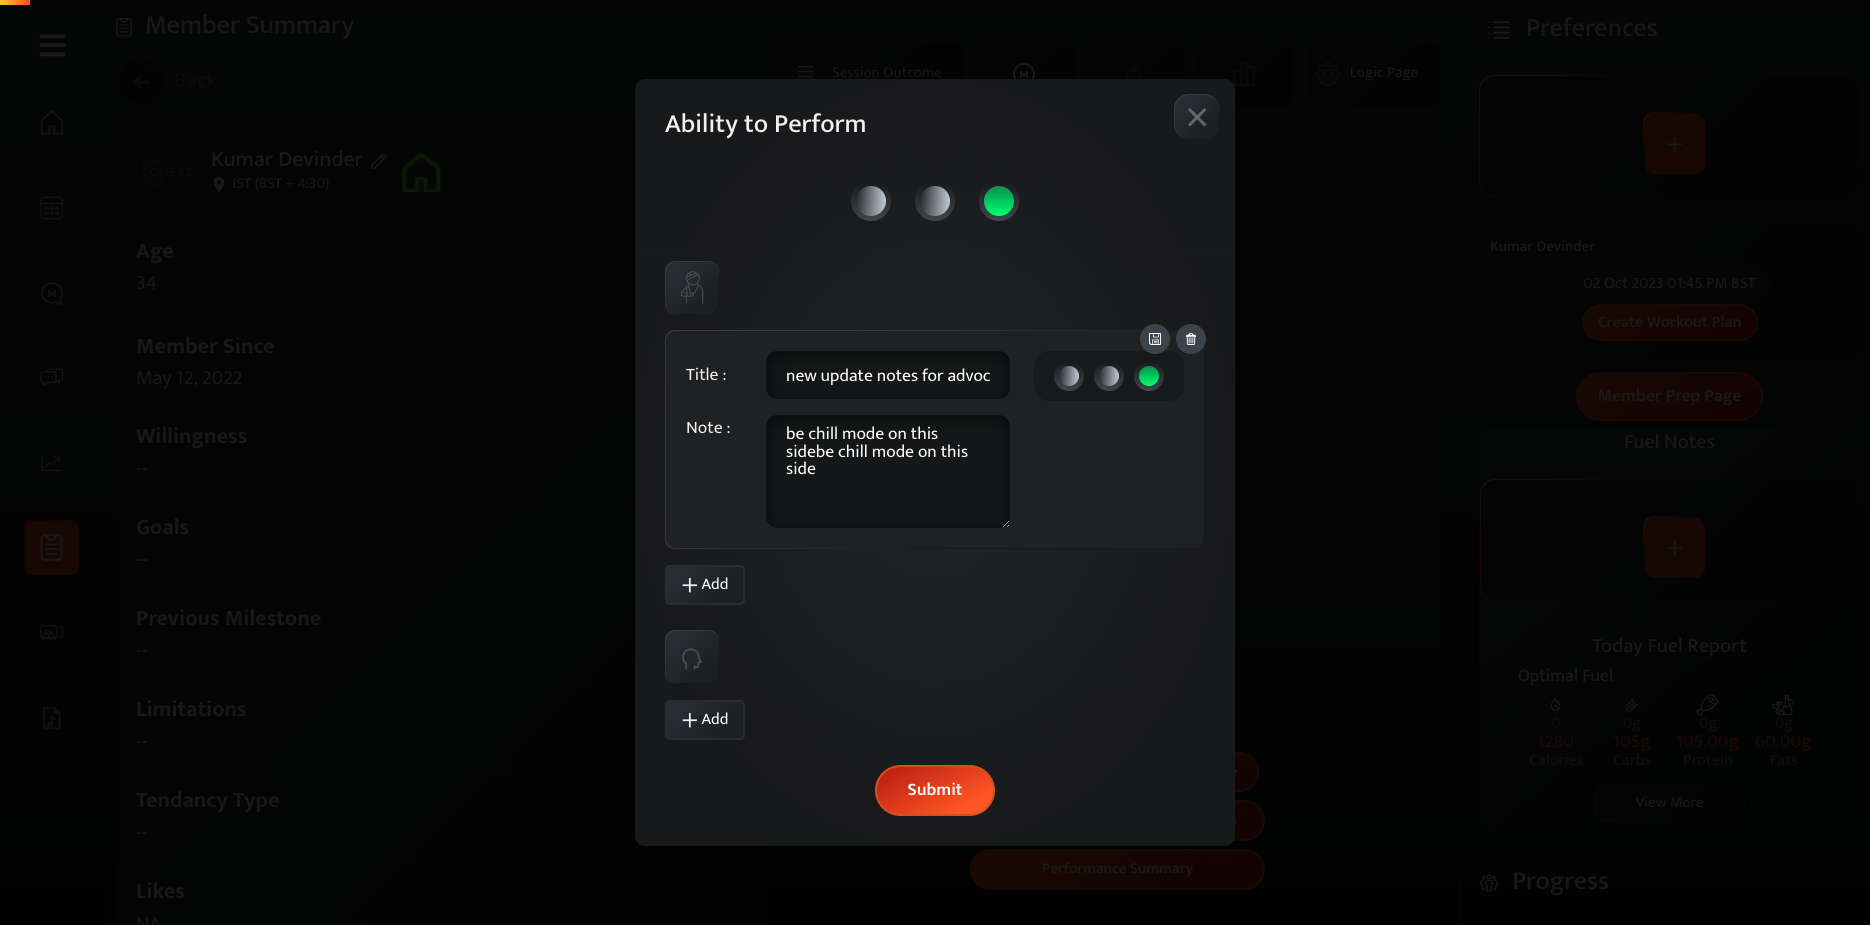 Member Summary
Back
Session Outcome
Logic Page
Preferences
Kumar Devinder
IST (BST + 4:30)
Age
34
Member Since
May 12, 2022
Willingness
--
Goals
--
Previous Milestone
--
Limitations
--
Tendancy Type
--
Likes
NA
Ability to Perform
Title :
new update notes for advoc
Note :
be chill mode on this
sidebe chill mode on this
side
Add
Add
Submit
Performance Summary
Kumar Devinder
02 Oct 2023 01:45 PM BST
Create Workout Plan
Member Prep Page
Fuel Notes
Today Fuel Report
Optimal Fuel
0 0g 0g 0g
1280 105g 105.00g 60.00g
Calories Carbs Protein Fats
View More
Progress